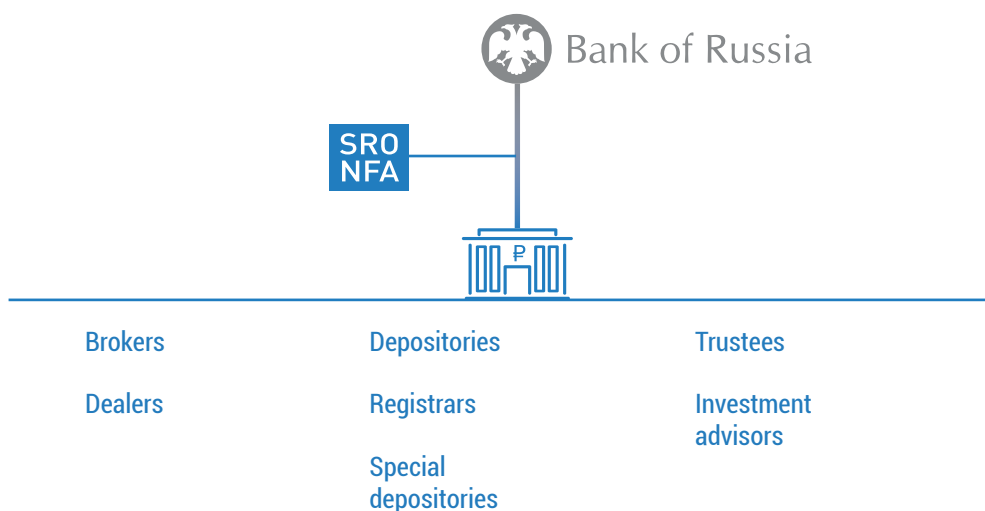 Bank of Russia
SRO
NFA
₽
Brokers
Depositories
Trustees
Dealers
Registrars
Investment
advisors
Special
depositories